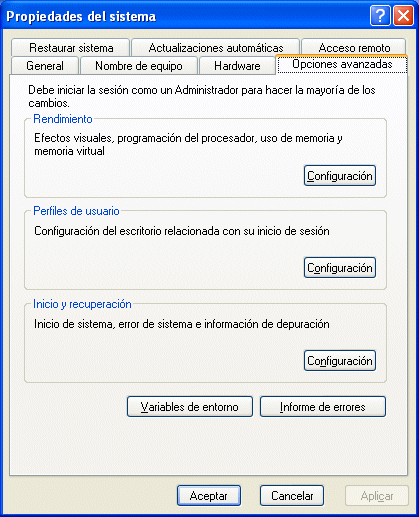 Propiedades del sistema
Restaurar sistema
Actualizaciones automáticas
Acceso remoto
General
Nombre de equipo
Hardware
Opciones avanzadas
Debe iniciar la sesión como un Administrador para hacer la mayoría de los
cambios.
Rendimiento
Efectos visuales, programación del procesador, uso de memoria y
memoria virtual
Configuración
Perfiles de usuario
Configuración del escritorio relacionada con su inicio de sesión
Configuración
Inicio y recuperación
Inicio de sistema, error de sistema e información de depuración
Configuración
Variables de entorno
Informe de errores
Aceptar
Cancelar
Aplicar